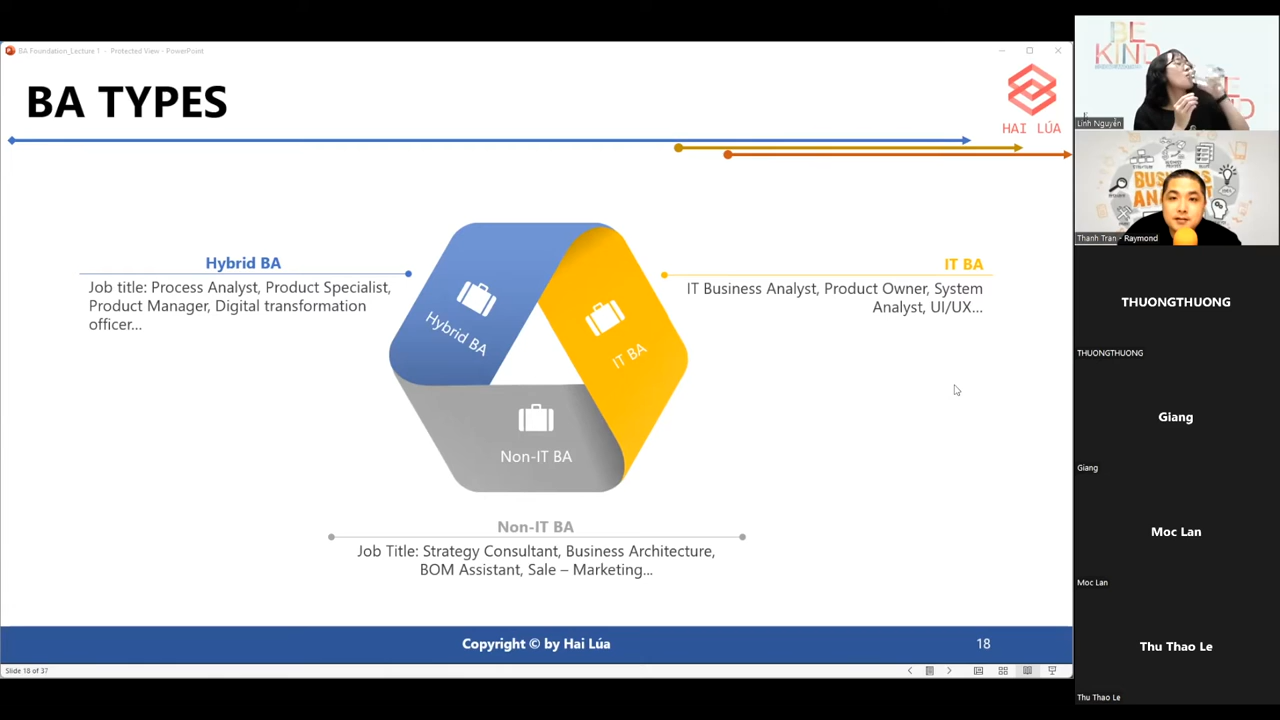 BA Foundation_Lecture 1 - Protected View - PowerPoint
BA TYPES
HAI LÚA
Hybrid BA
Job title: Process Analyst, Product Specialist,
Product Manager, Digital transformation
officer...
IT BA
IT Business Analyst, Product Owner, System
Analyst, UI/UX...
Hybrid BA
IT BA
Non-IT BA
Non-IT BA
Job Title: Strategy Consultant, Business Architecture,
BOM Assistant, Sale – Marketing...
Copyright © by Hai Lúa
18
Slide 18 of 37
BE
KIND
Linh Nguyễn
BUSINESS
Thanh Tran - Raymond
THUONGTHUONG
THUONGTHUONG
Giang
Giang
Moc Lan
Moc Lan
Thu Thao Le
Thu Thao Le